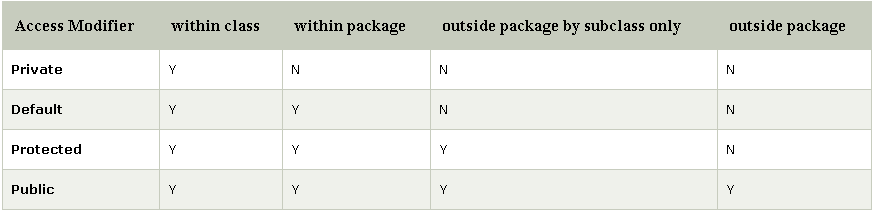 Access Modifier within class within package outside package by subclass only outside package
Private Y N N N
Default Y Y N N
Protected Y Y Y N
Public Y Y Y Y